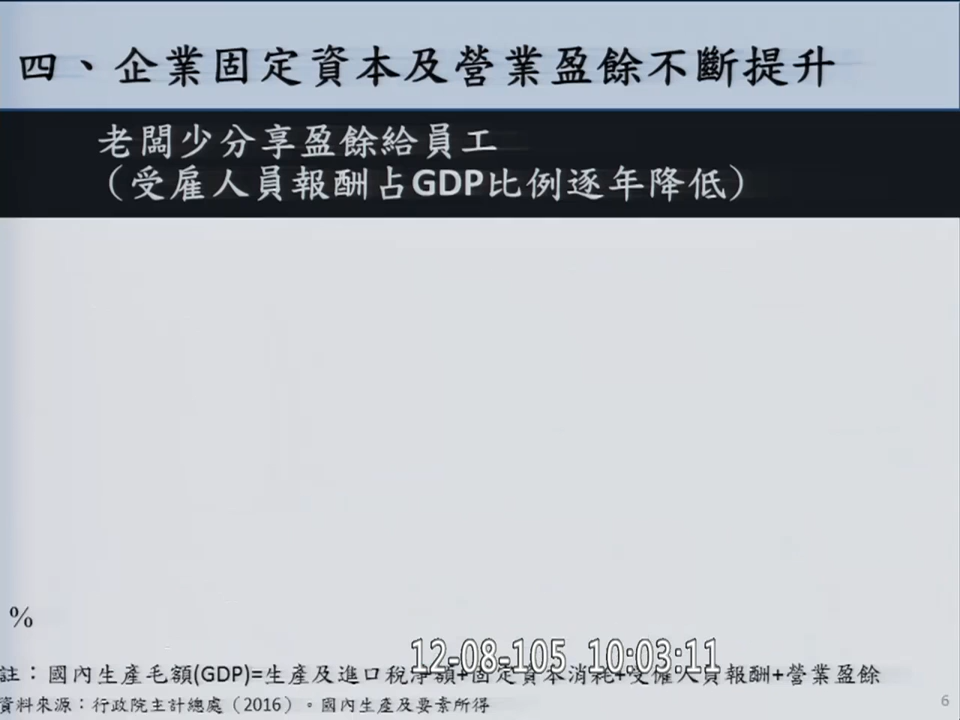 四、企業固定資本及營業盈餘不斷提升
老闆少分享盈餘給員工
（受雇人員報酬占GDP比例逐年降低）
%
12-08-105 10:03:11
註：國內生產毛額(GDP)=生產及進口稅淨額+固定資本消耗+受僱人員報酬+營業盈餘
資料來源：行政院主計總處（2016）。國內生產及要素所得
6